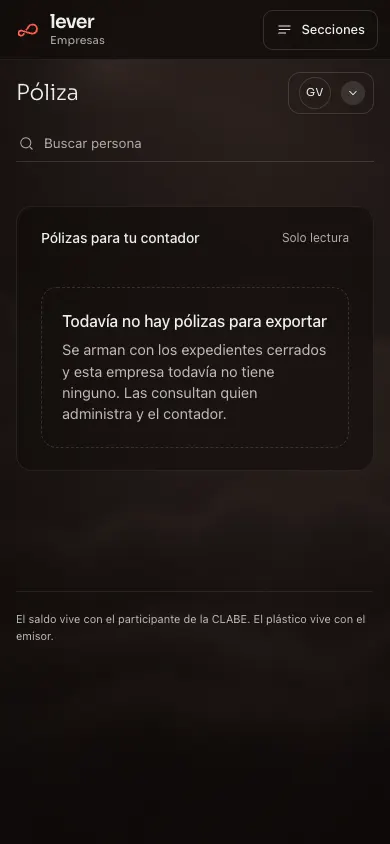 lever
Empresas
Secciones
Póliza
GV
Buscar persona
Pólizas para tu contador
Solo lectura
Todavía no hay pólizas para exportar
Se arman con los expedientes cerrados
y esta empresa todavía no tiene
ninguno. Las consultan quien
administra y el contador.
El saldo vive con el participante de la CLABE. El plástico vive con el
emisor.